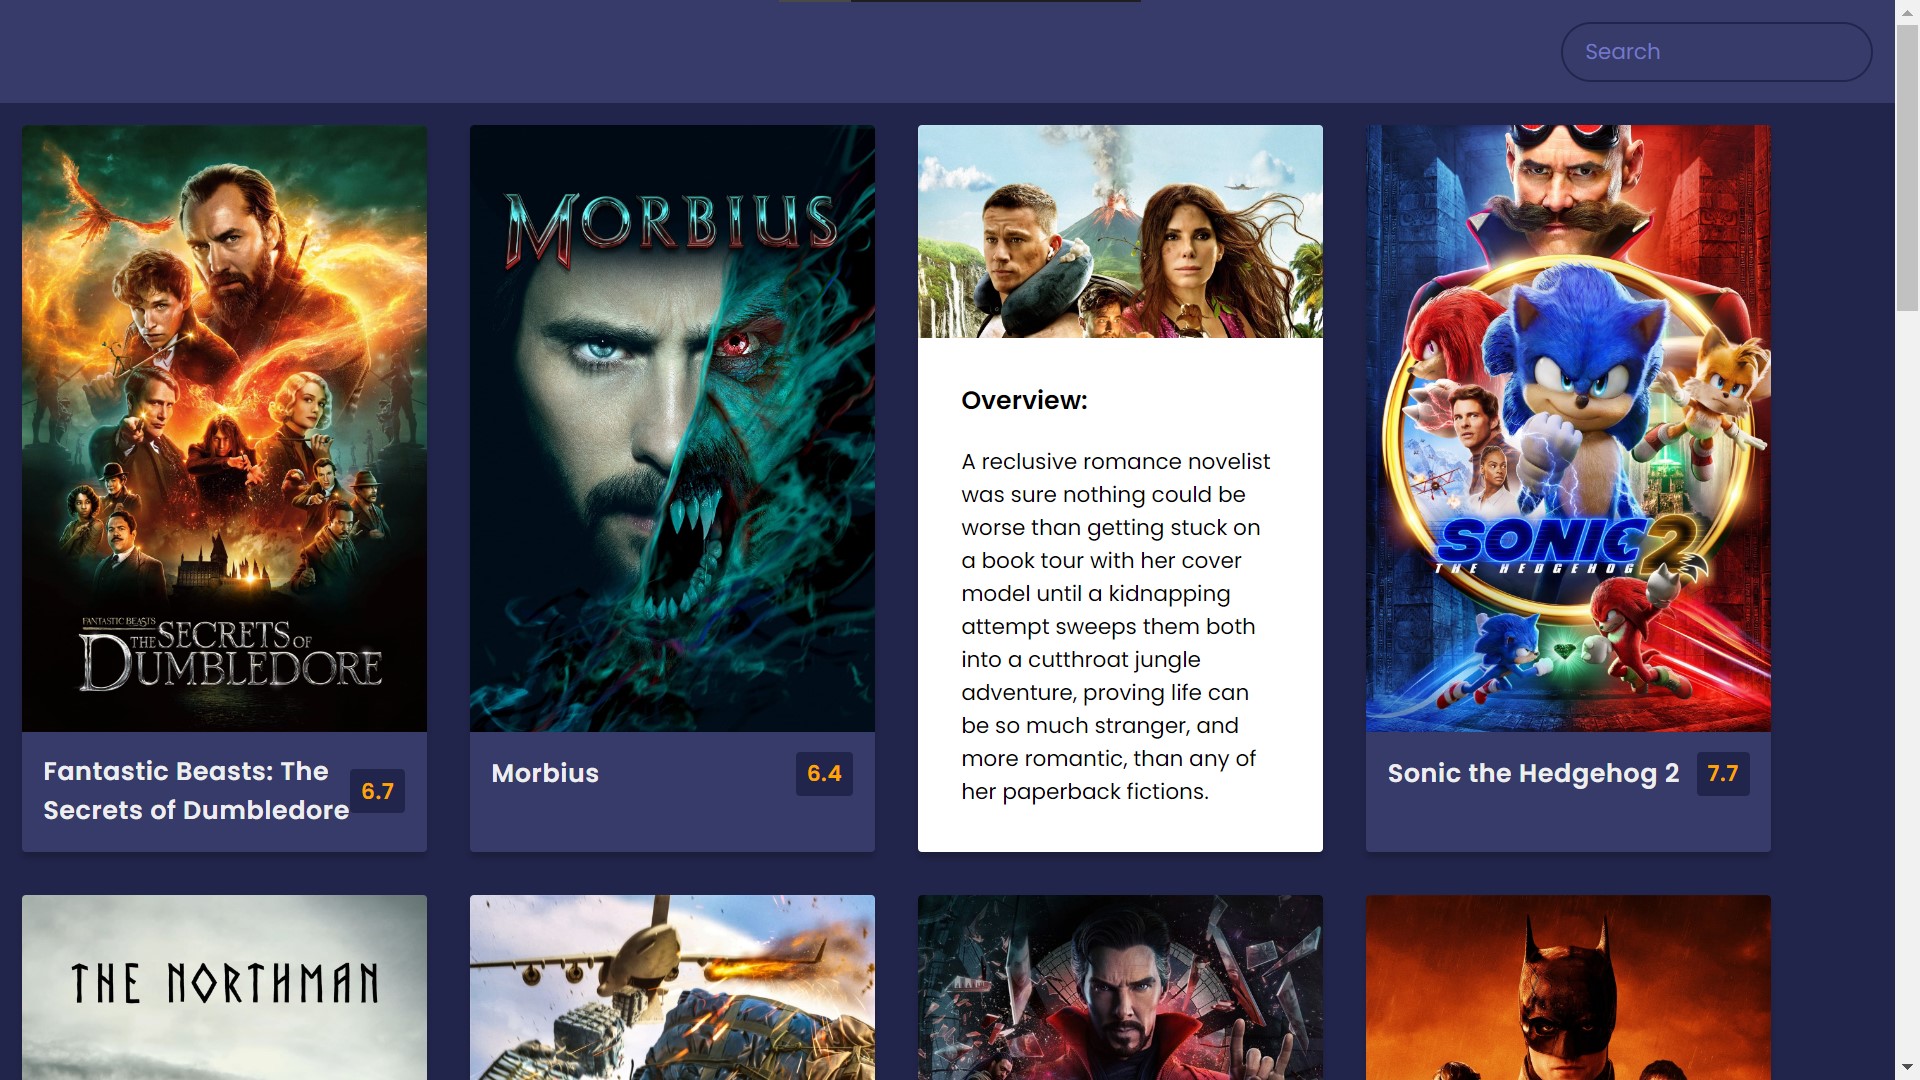 Search
FANTASTIC BEASTS
THE SECRETS OF
DUMBLEDORE
Fantastic Beasts: The
Secrets of Dumbledore
6.7
MORBIUS
Morbius
6.4
Overview:
A reclusive romance novelist
was sure nothing could be
worse than getting stuck on
a book tour with her cover
model until a kidnapping
attempt sweeps them both
into a cutthroat jungle
adventure, proving life can
be so much stranger, and
more romantic, than any of
her paperback fictions.
SONIC 2
THE HEDGEHOG
Sonic the Hedgehog 2
7.7
THE NORTHMAN